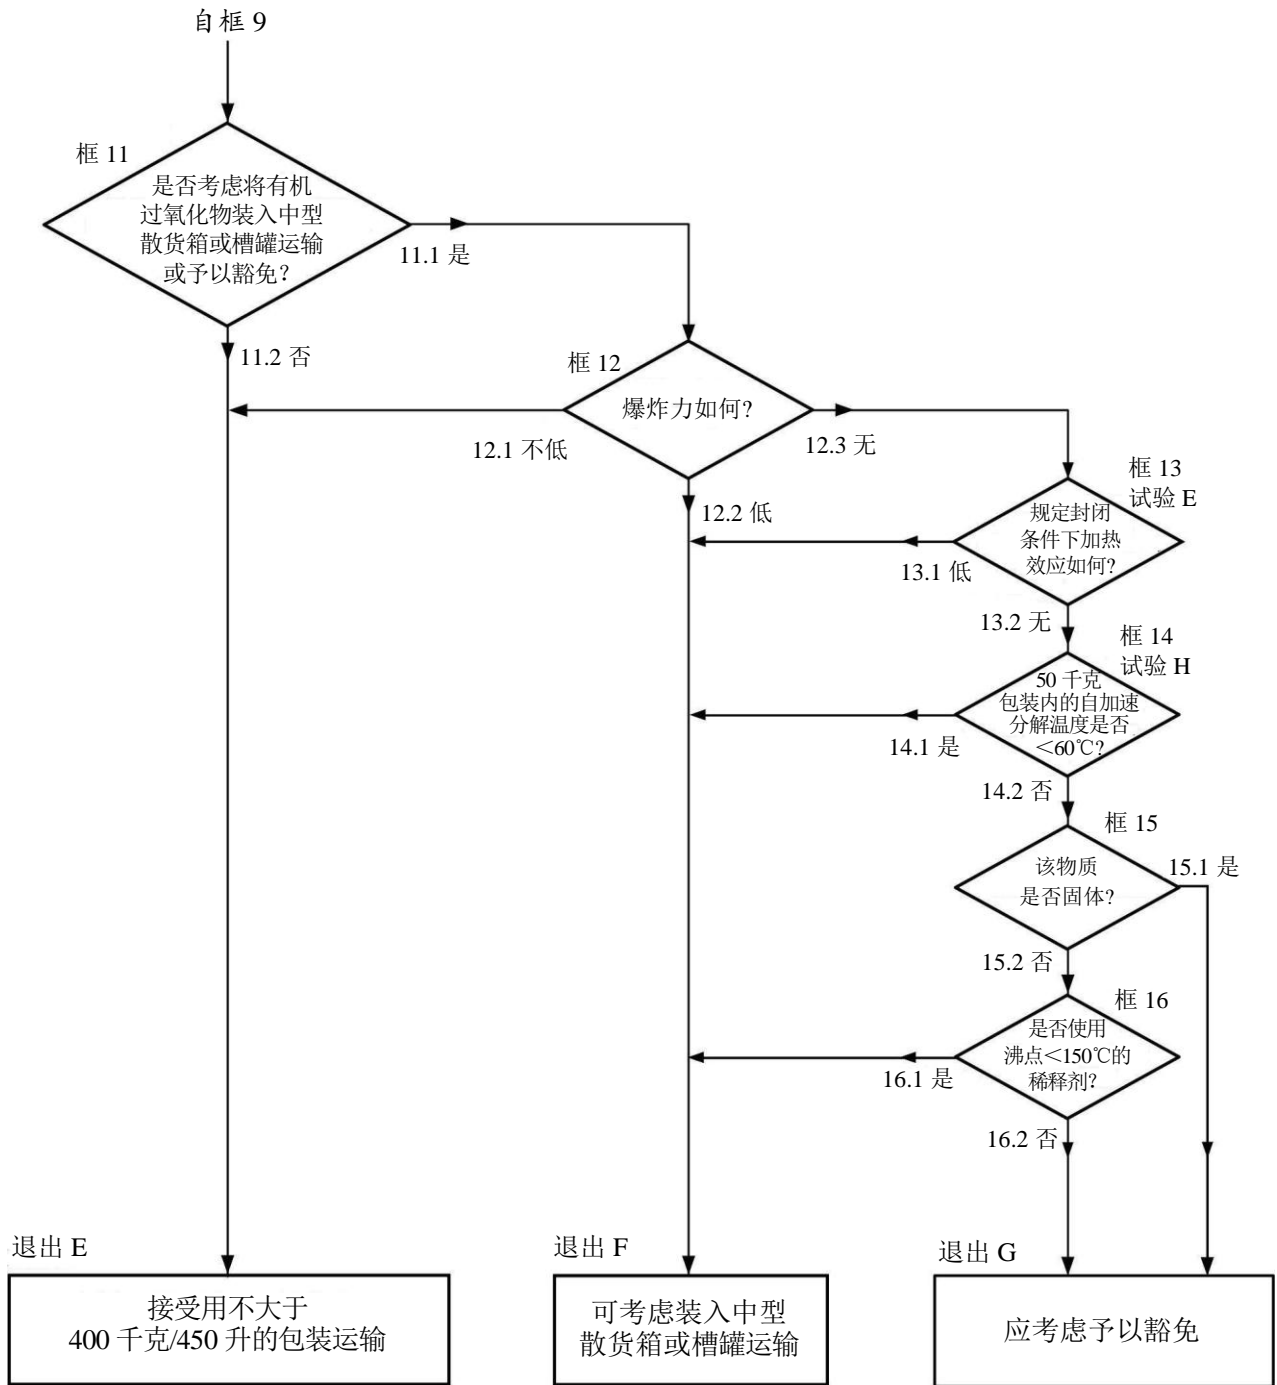 自框 9
框 11
是否考虑将有机
过氧化物装入中型
散货箱或槽罐运输
或予以豁免?
11.1 是
11.2 否
框 12
爆炸力如何?
12.1 不低
12.3 无
12.2 低
框 13
试验 E
规定封闭
条件下加热
效应如何?
13.1 低
13.2 无
框 14
试验 H
50 千克
包装内的自加速
分解温度是否
<60℃?
14.1 是
14.2 否
框 15
该物质
是否固体?
15.1 是
15.2 否
框 16
是否使用
沸点<150℃的
稀释剂?
16.1 是
16.2 否
退出 E
接受用不大于
400 千克/450 升的包装运输
退出 F
可考虑装入中型
散货箱或槽罐运输
退出 G
应考虑予以豁免